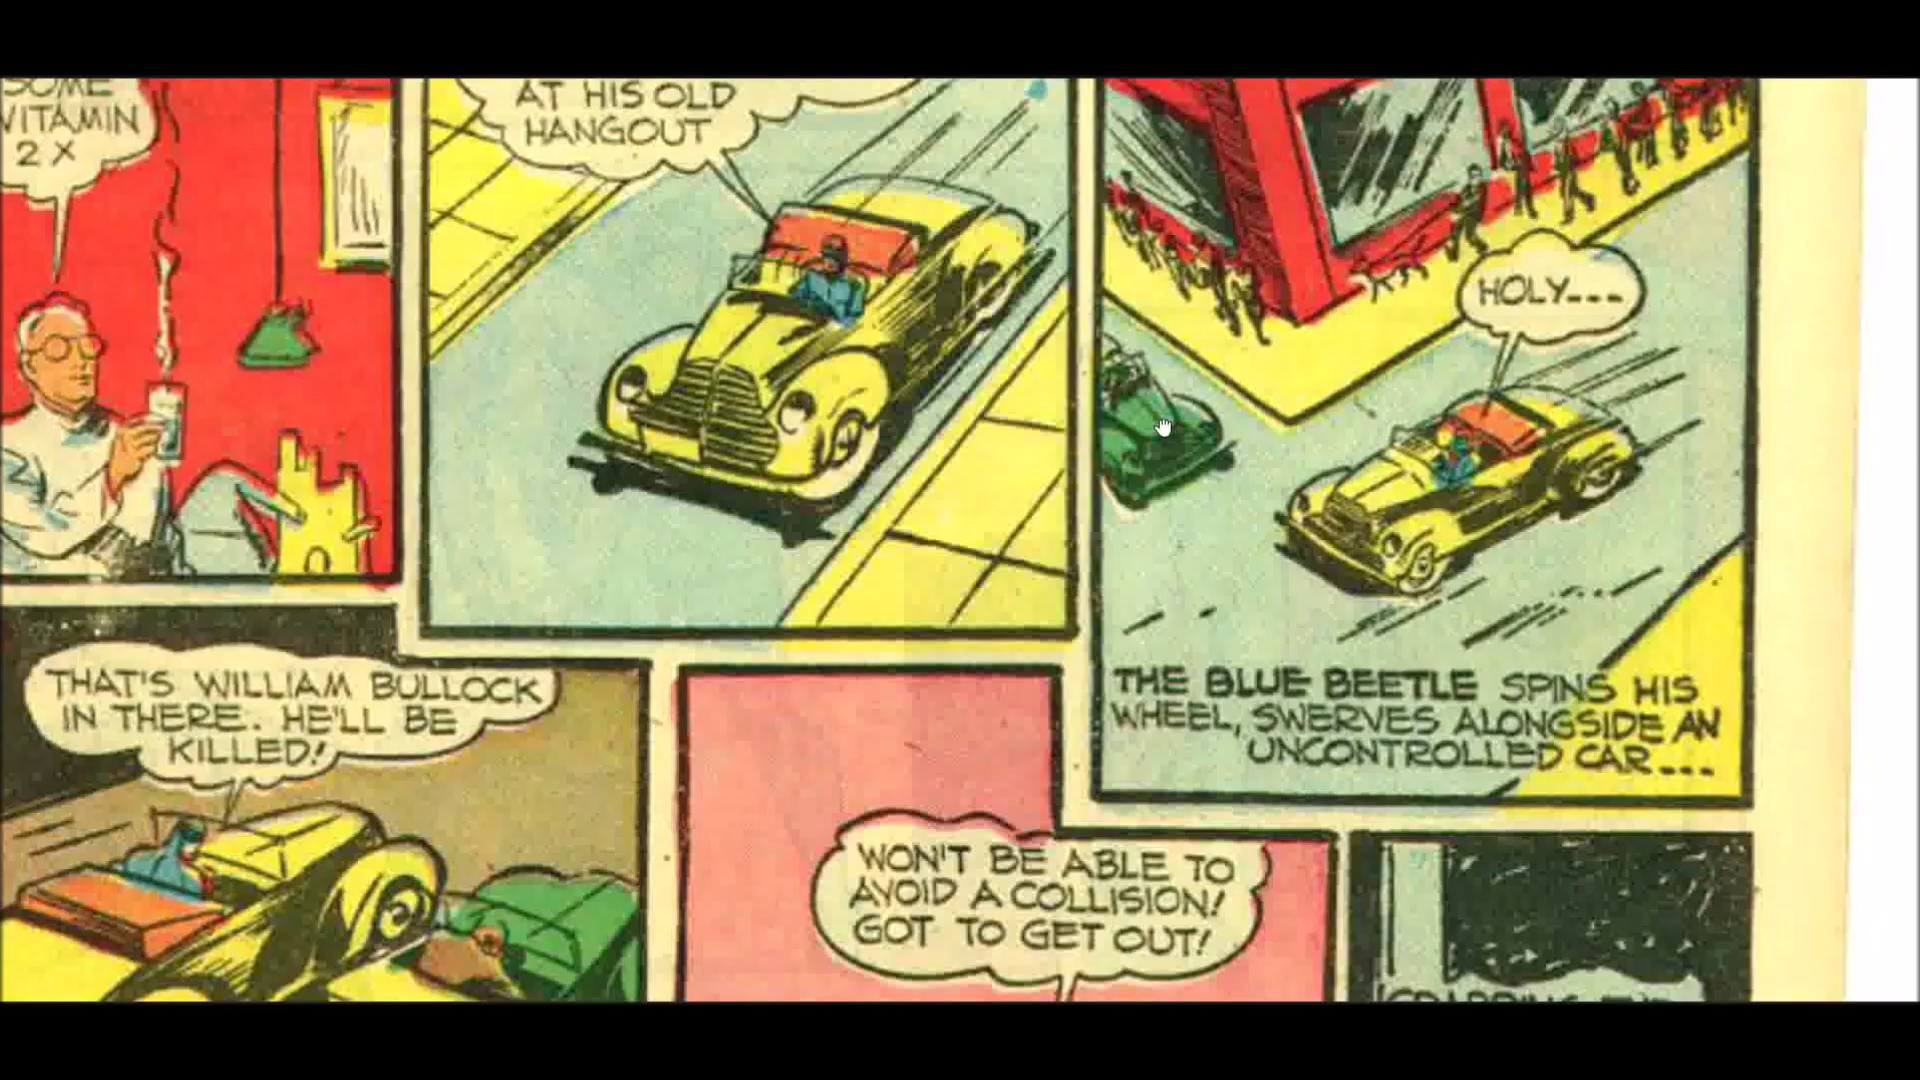 SOME
VITAMIN
2 X
AT HIS OLD
HANGOUT
HOLY---
THE BLUE BEETLE SPINS HIS
WHEEL, SWERVES ALONGSIDE AN
UNCONTROLLED CAR---
THAT'S WILLIAM BULLOCK
IN THERE. HE'LL BE
KILLED!
WON'T BE ABLE TO
AVOID A COLLISION!
GOT TO GET OUT!